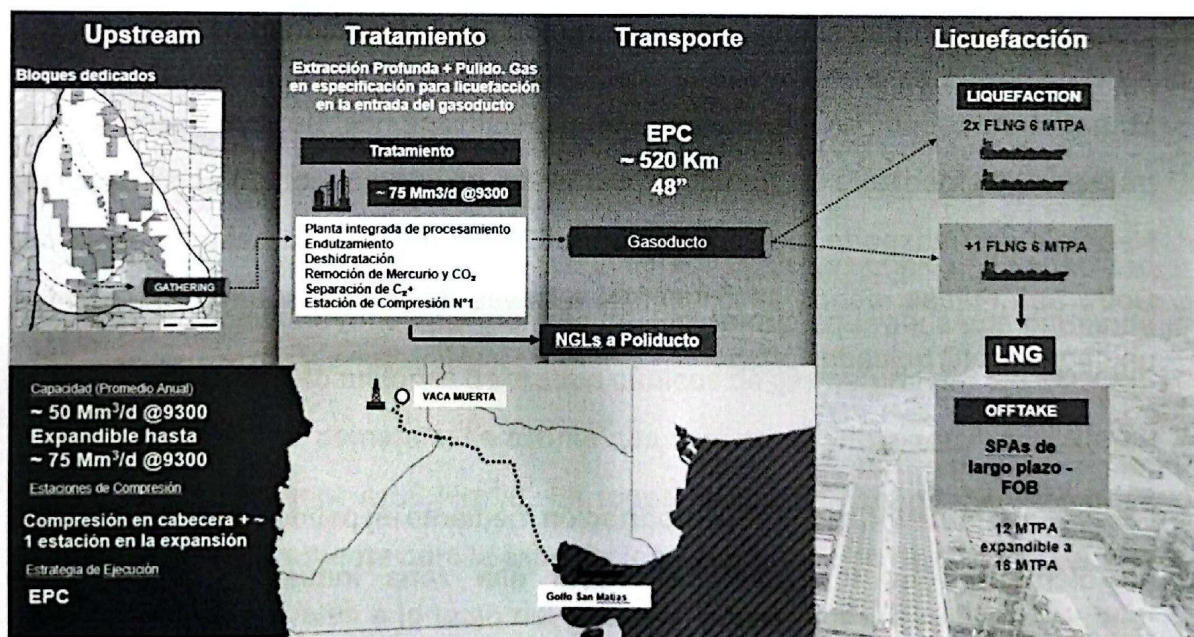 Upstream
Bloques dedicados
GATHERING
Tratamiento
Extracción Profunda + Pulido. Gas
en especificación para licuefacción
en la entrada del gasoducto
Tratamiento
~ 75 Mm3/d @9300
Planta integrada de procesamiento
Endulzamiento
Deshidratación
Remoción de Mercurio y CO₂
Separación de C₂+
Estación de Compresión N°1
NGLs a Poliducto
Transporte
EPC
~ 520 Km
48"
Gasoducto
Licuefacción
LIQUEFACTION
2x FLNG 6 MTPA
+1 FLNG 6 MTPA
LNG
OFFTAKE
SPAs de
largo plazo -
FOB
12 MTPA
expandible a
18 MTPA
Capacidad (Promedio Anual)
~ 50 Mm³/d @9300
Expandible hasta
~ 75 Mm³/d @9300
Estaciones de Compresión
Compresión en cabecera + ~
1 estación en la expansión
Estrategia de Ejecución
EPC
VACA MUERTA
Golfo San Matías